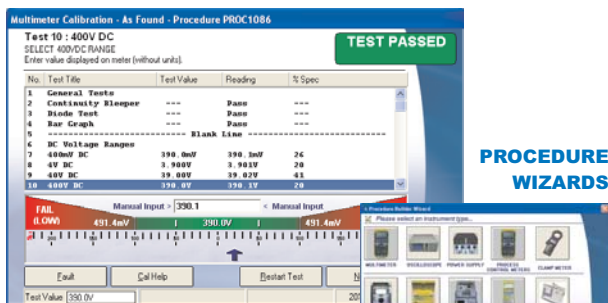 Multimeter Calibration - As Found - Procedure PROC1086
Test 10 : 400V DC
SELECT 400VDC RANGE
Enter value displayed on meter (without units).
TEST PASSED
No. Test Title Test Value Reading % Spec
1 General Tests
2 Continuity Bleeper --- Pass ---
3 Diode Test --- Pass ---
4 Bar Graph --- Pass ---
5 -------------------- Blank Line --------------------
6 DC Voltage Ranges
7 400mV DC 390.0mV 390.1mV 26
8 4V DC 3.900V 3.901V 20
9 40V DC 39.00V 39.02V 41
10 400V DC 390.0V 390.1V 20
PROCEDURE
WIZARDS
Manual Input > 390.1 < Manual Input
FAIL
(LOW) 491.4mV 390.0V 491.4mV
Fault Cal Help Restart Test N
Test Value 390.0V 20
Procedure Builder Wizard
Please select an instrument type...
MULTIMETER OSCILLOSCOPE POWER SUPPLY PROCESS CONTROL METERS CLAMP METER